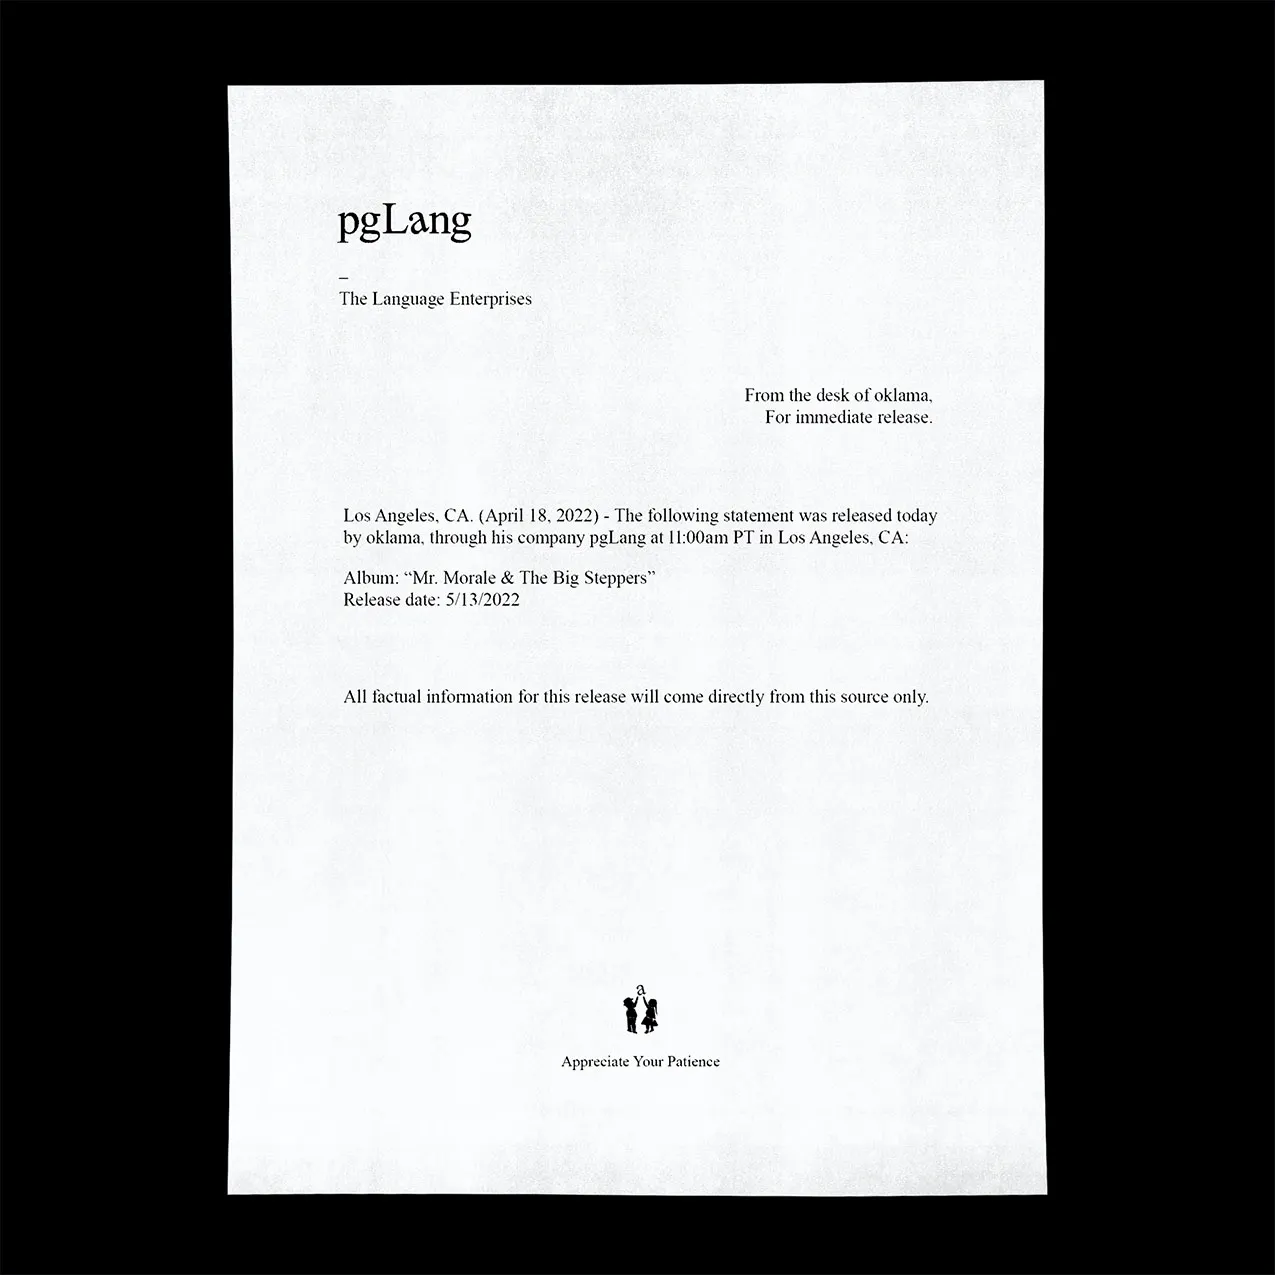 pgLang
–
The Language Enterprises
From the desk of oklama,
For immediate release.
Los Angeles, CA. (April 18, 2022) - The following statement was released today
by oklama, through his company pgLang at 11:00am PT in Los Angeles, CA:
Album: “Mr. Morale & The Big Steppers”
Release date: 5/13/2022
All factual information for this release will come directly from this source only.
a
Appreciate Your Patience